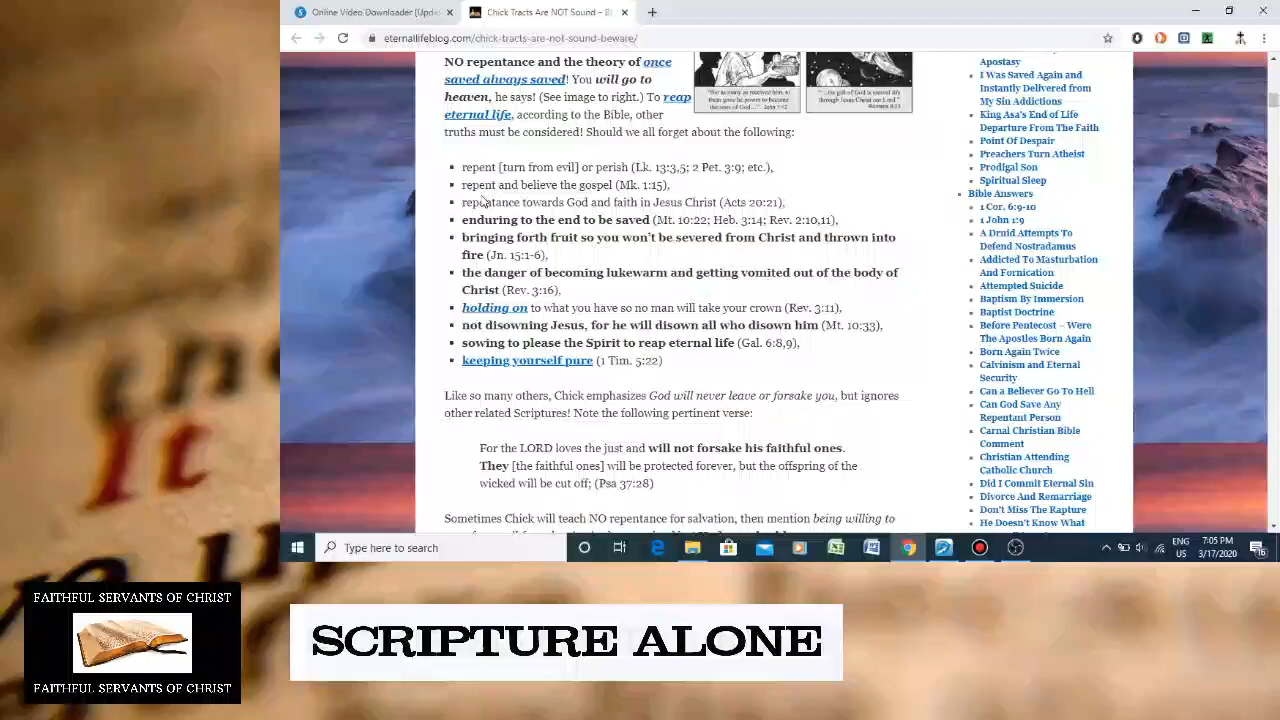 Online Video Downloader [Upd
Chick Tracts Are NOT Sound – B
eternallifeblog.com/chick-tracts-are-not-sound-beware/
NO repentance and the theory of once
saved always saved! You will go to
heaven, he says! (See image to right.) To reap
eternal life, according to the Bible, other
truths must be considered! Should we all forget about the following:
repent [turn from evil] or perish (Lk. 13:3,5; 2 Pet. 3:9; etc.),
repent and believe the gospel (Mk. 1:15),
repentance towards God and faith in Jesus Christ (Acts 20:21),
enduring to the end to be saved (Mt. 10:22; Heb. 3:14; Rev. 2:10,11),
bringing forth fruit so you won't be severed from Christ and thrown into
fire (Jn. 15:1-6),
the danger of becoming lukewarm and getting vomited out of the body of
Christ (Rev. 3:16),
holding on to what you have so no man will take your crown (Rev. 3:11),
not disowning Jesus, for he will disown all who disown him (Mt. 10:33),
sowing to please the Spirit to reap eternal life (Gal. 6:8,9),
keeping yourself pure (1 Tim. 5:22)
Like so many others, Chick emphasizes God will never leave or forsake you, but ignores
other related Scriptures! Note the following pertinent verse:
For the LORD loves the just and will not forsake his faithful ones.
They [the faithful ones] will be protected forever, but the offspring of the
wicked will be cut off; (Psa 37:28)
Sometimes Chick will teach NO repentance for salvation, then mention being willing to
Apostasy
I Was Saved Again and
Instantly Delivered from
My Sin Addictions
King Asa's End of Life
Departure From The Faith
Point Of Despair
Preachers Turn Atheist
Prodigal Son
Spiritual Sleep
Bible Answers
1 Cor. 6:9-10
1 John 1:9
A Druid Attempts To
Defend Nostradamus
Addicted To Masturbation
And Fornication
Attempted Suicide
Baptism By Immersion
Baptist Doctrine
Before Pentecost – Were
The Apostles Born Again
Born Again Twice
Calvinism and Eternal
Security
Can a Believer Go To Hell
Can God Save Any
Repentant Person
Carnal Christian Bible
Comment
Christian Attending
Catholic Church
Did I Commit Eternal Sin
Divorce And Remarriage
Don't Miss The Rapture
He Doesn't Know What
Type here to search
ENG
US
7:05 PM
3/17/2020
FAITHFUL SERVANTS OF CHRIST
FAITHFUL SERVANTS OF CHRIST
SCRIPTURE ALONE